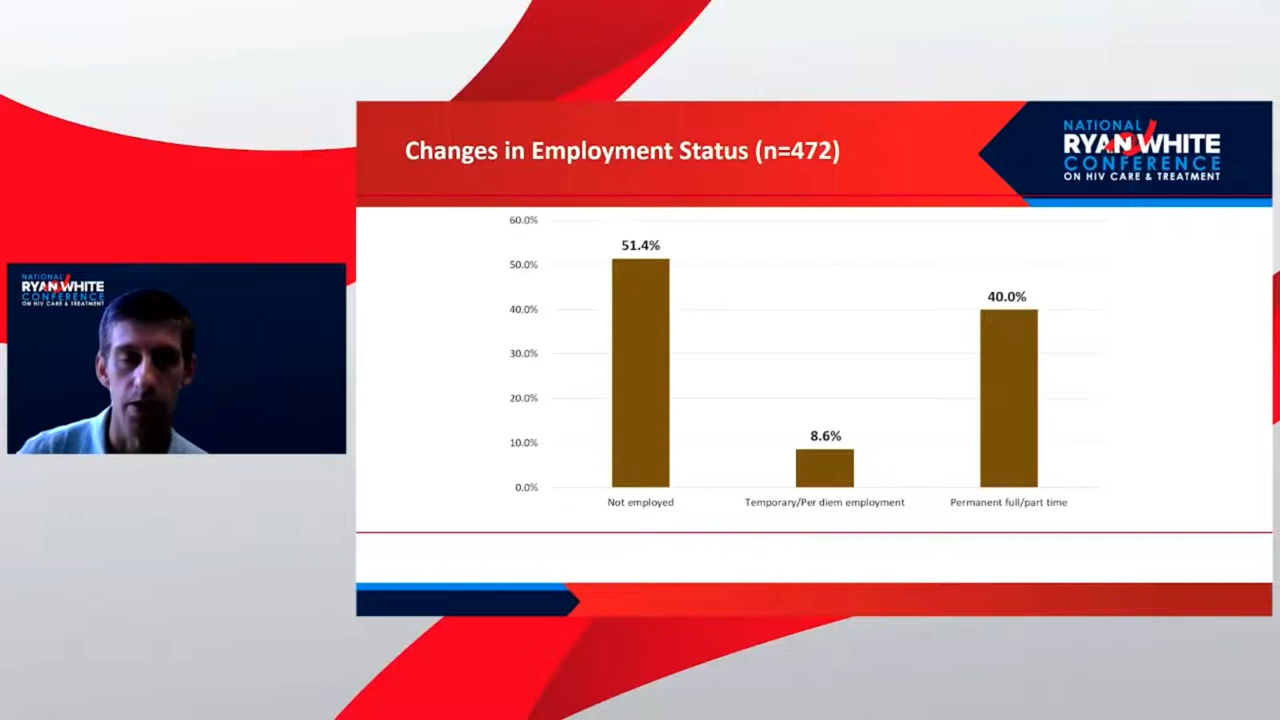 Changes in Employment Status (n=472)
NATIONAL
RYAN WHITE
CONFERENCE
ON HIV CARE & TREATMENT
60.0%
50.0%
40.0%
30.0%
20.0%
10.0%
0.0%
51.4%
8.6%
40.0%
Not employed
Temporary/Per diem employment
Permanent full/part time
NATIONAL
RYAN WHITE
CONFERENCE
ON HIV CARE & TREATMENT